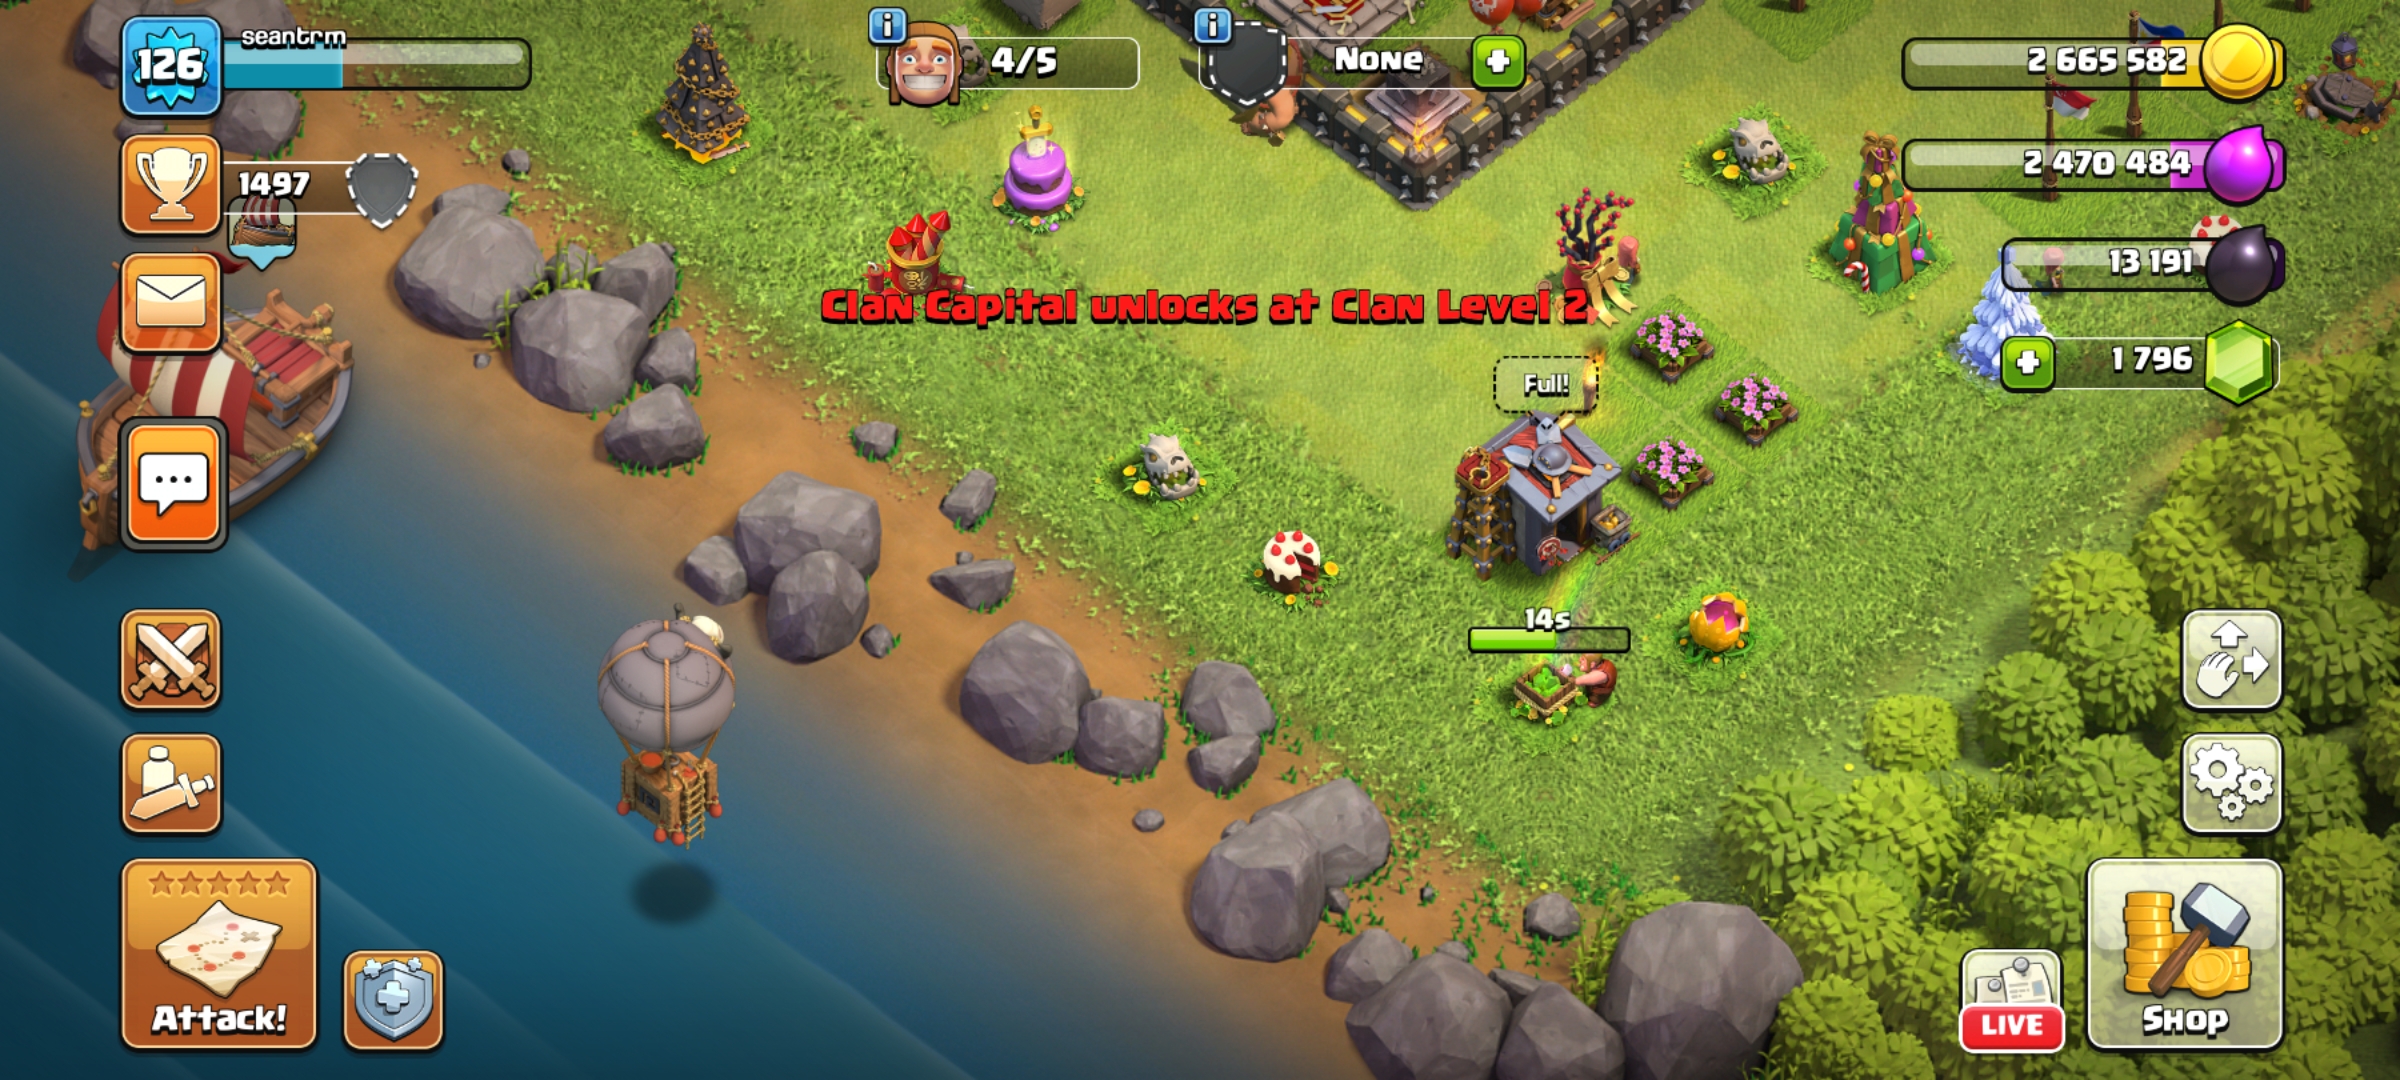 126
seantrm
4/5
None
2 665 582
1497
2 470 484
13 191
Clan Capital unlocks at Clan Level 2
1 796
Full!
14s
Attack!
LIVE
Shop